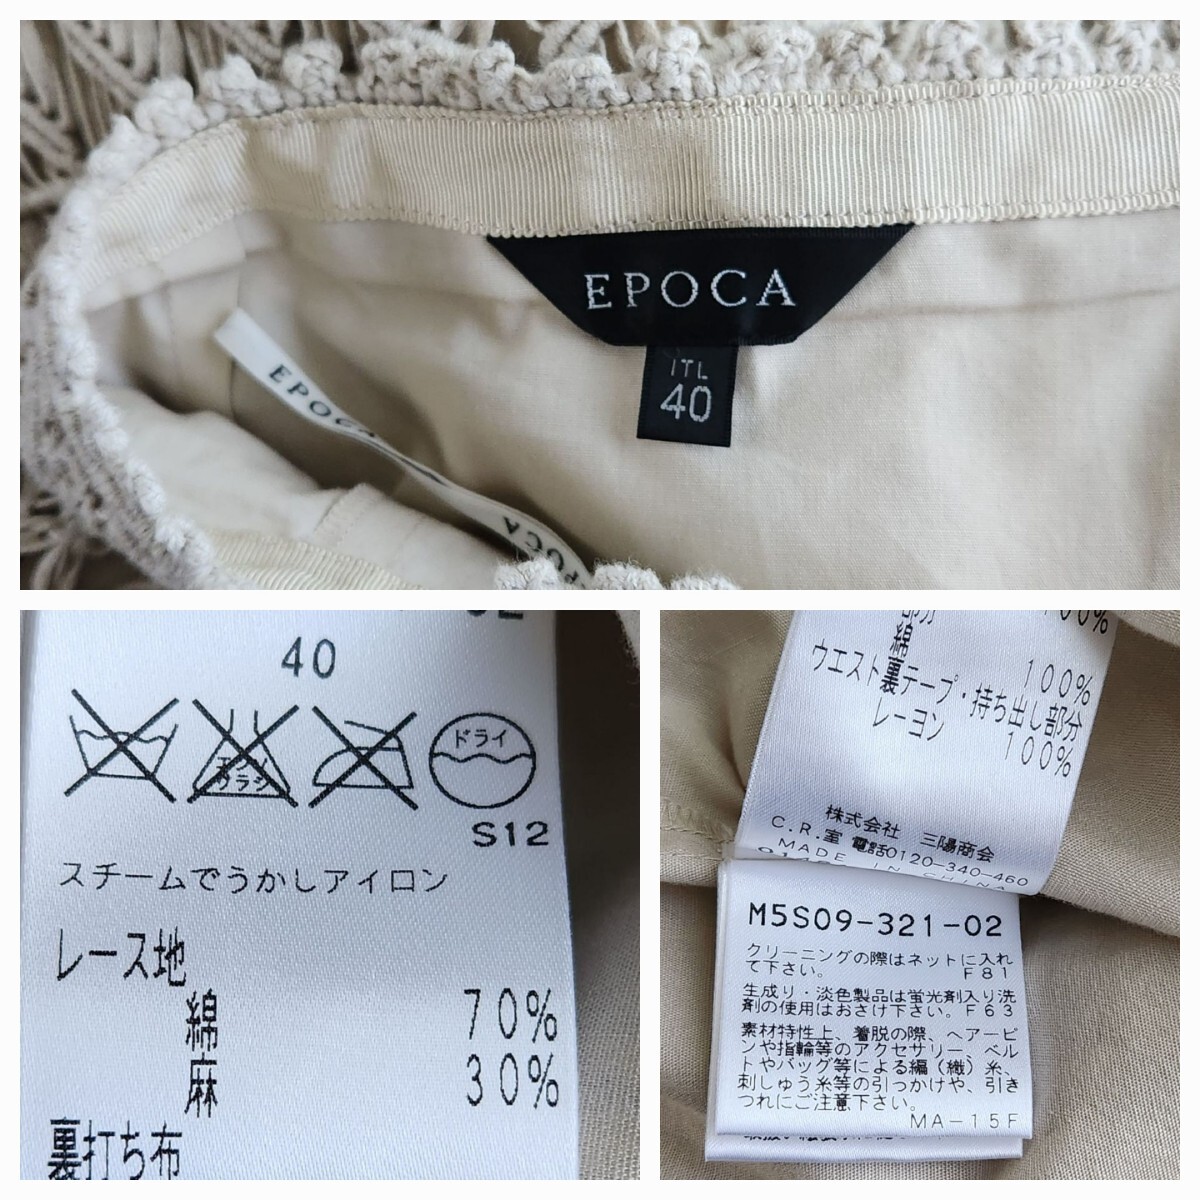 EPOCA
ITL
40
EPOCA
EPOCA
40
ドライ
S12
スチームでうかしアイロン
レース地
綿 70%
麻 30%
裏打ち布
部分 100%
綿 100%
ウエスト裏テープ・持ち出し部分
レーヨン 100%
株式会社 三陽商会
C.R.室 電話0120-340-460
MADE IN CHINA
M5S09-321-02
クリーニングの際はネットに入れ
て下さい。 F81
生成り・淡色製品は蛍光剤入り洗
剤の使用はおさけ下さい。F63
素材特性上、着脱の際、ヘアーピ
ンや指輪等のアクセサリー、ベル
トやバッグ等による編(織)糸、
刺しゅう糸等の引っかけや、引き
つれにご注意下さい。
MA-15F